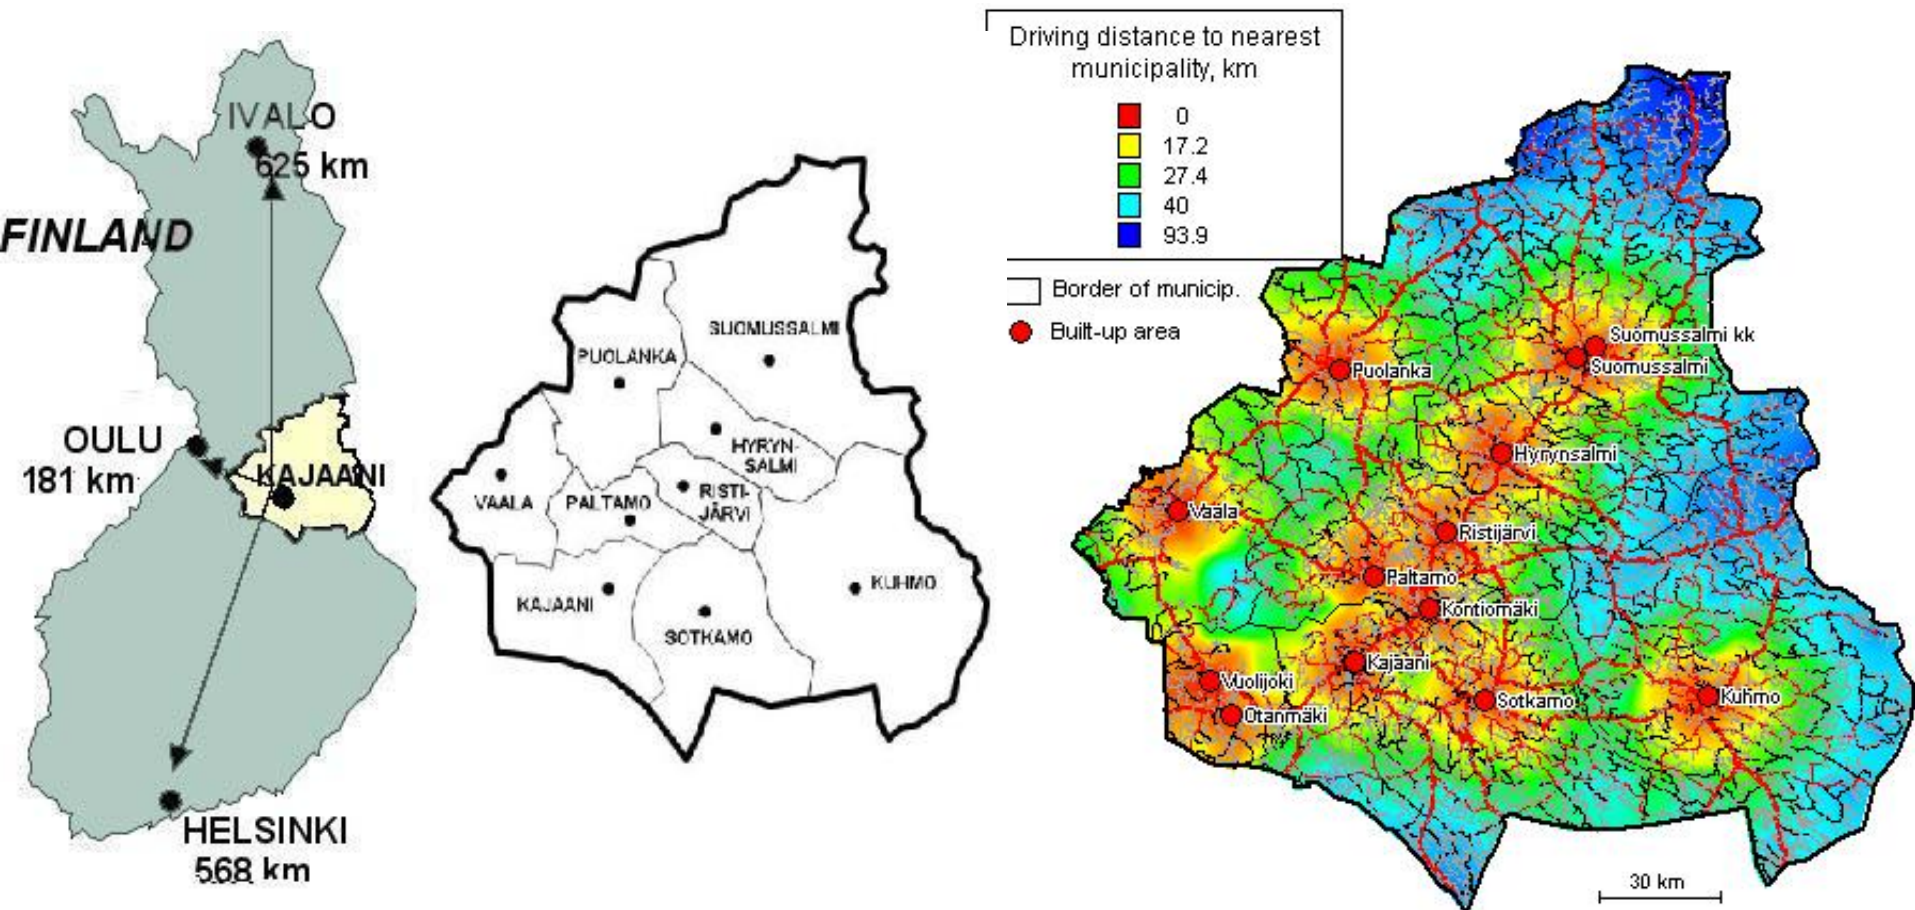 IVALO
625 km
FINLAND
OULU
181 km
KAJAANI
HELSINKI
568 km
SUOMUSSALMI
PUOLANKA
HYRYN-
SALMI
VAALA
PALTAMO
RISTI-
JÄRVI
KAJAANI
SOTKAMO
KUHMO
Driving distance to nearest
municipality, km
0
17.2
27.4
40
93.9
Border of municip.
Built-up area
Suomussalmi kk
Suomussalmi
Puolanka
Hyrynsalmi
Vaala
Ristijärvi
Paltamo
Kontiomäki
Kajaani
Vuolijoki
Otanmäki
Sotkamo
Kuhmo
30 km